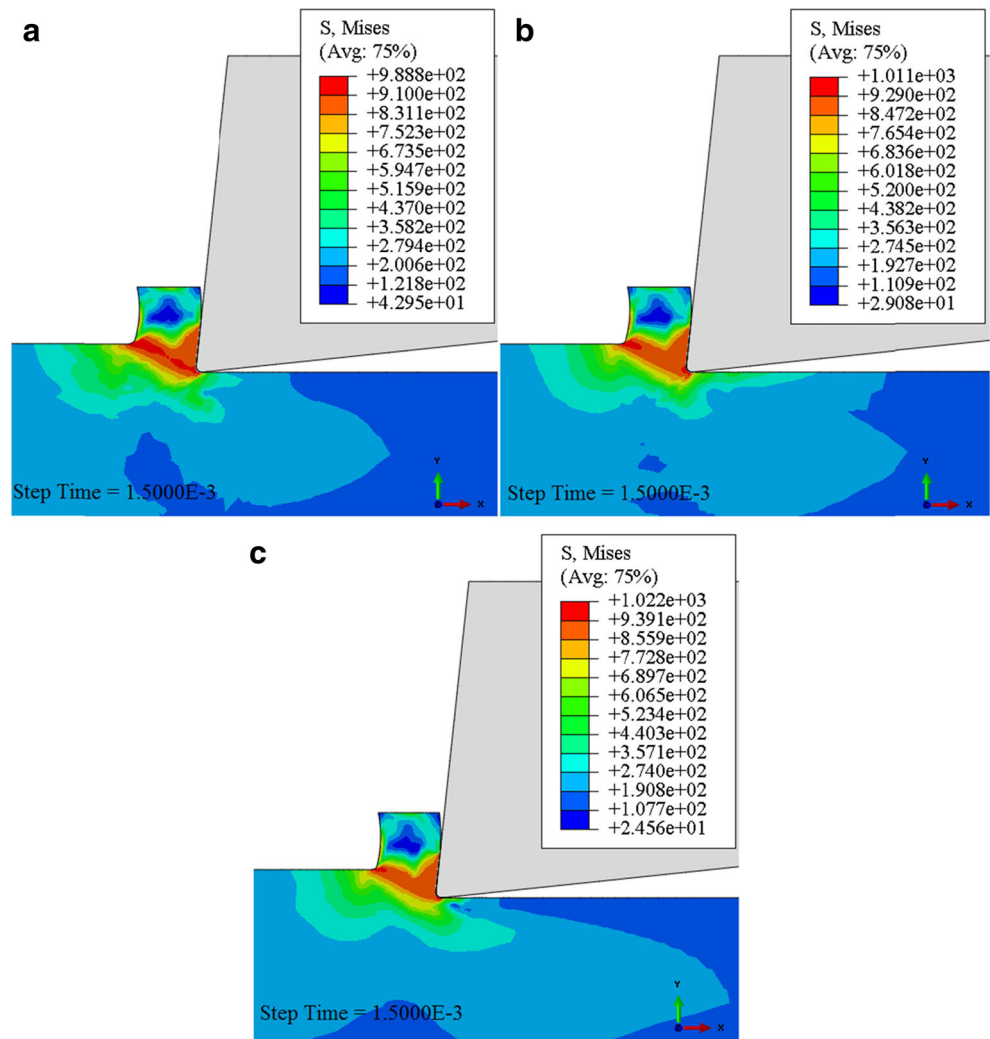 a
S, Mises
(Avg: 75%)
+9.888e+02
+9.100e+02
+8.311e+02
+7.523e+02
+6.735e+02
+5.947e+02
+5.159e+02
+4.370e+02
+3.582e+02
+2.794e+02
+2.006e+02
+1.218e+02
+4.295e+01
Y
X
Step Time = 1.5000E-3
b
S, Mises
(Avg: 75%)
+1.011e+03
+9.290e+02
+8.472e+02
+7.654e+02
+6.836e+02
+6.018e+02
+5.200e+02
+4.382e+02
+3.563e+02
+2.745e+02
+1.927e+02
+1.109e+02
+2.908e+01
Y
X
Step Time = 1.5000E-3
c
S, Mises
(Avg: 75%)
+1.022e+03
+9.391e+02
+8.559e+02
+7.728e+02
+6.897e+02
+6.065e+02
+5.234e+02
+4.403e+02
+3.571e+02
+2.740e+02
+1.908e+02
+1.077e+02
+2.456e+01
Y
X
Step Time = 1.5000E-3